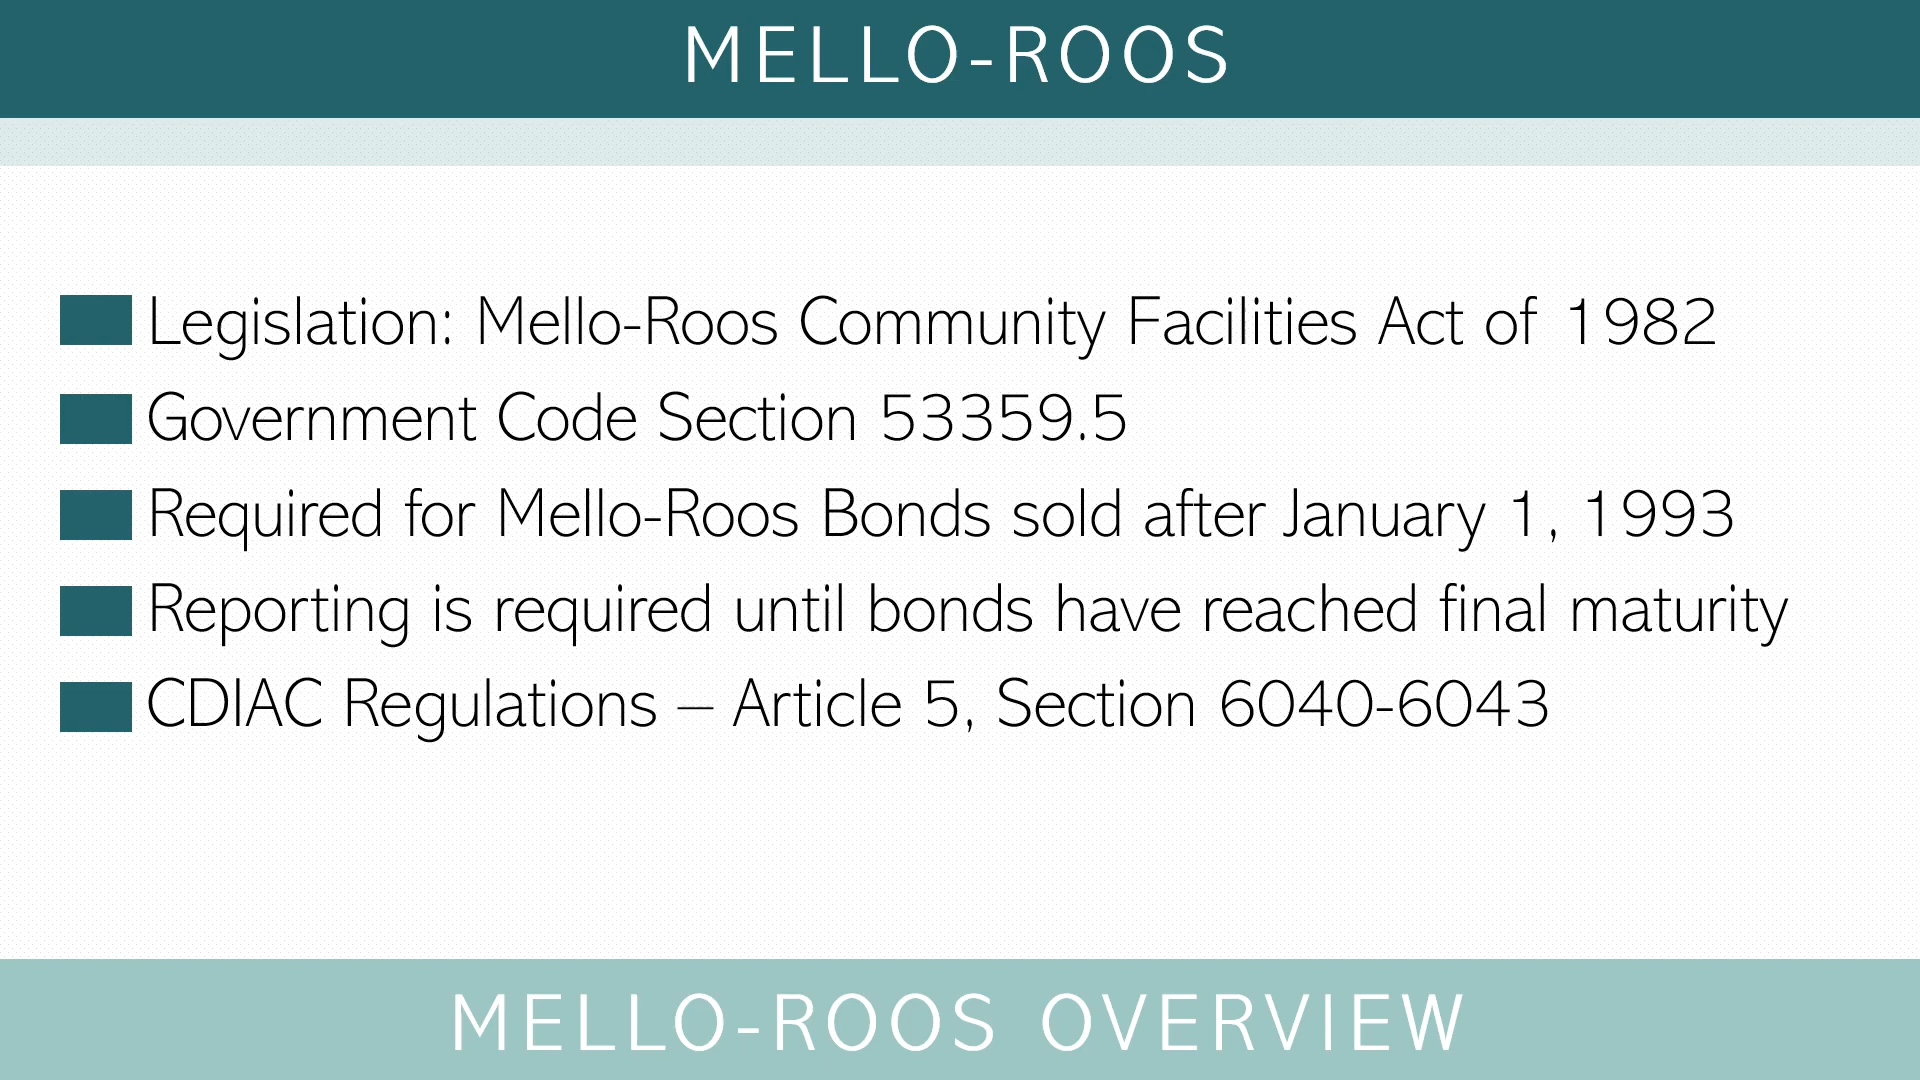 MELLO-ROOS
Legislation: Mello-Roos Community Facilities Act of 1982
Government Code Section 53359.5
Required for Mello-Roos Bonds sold after January 1, 1993
Reporting is required until bonds have reached final maturity
CDIAC Regulations – Article 5, Section 6040-6043
MELLO-ROOS OVERVIEW